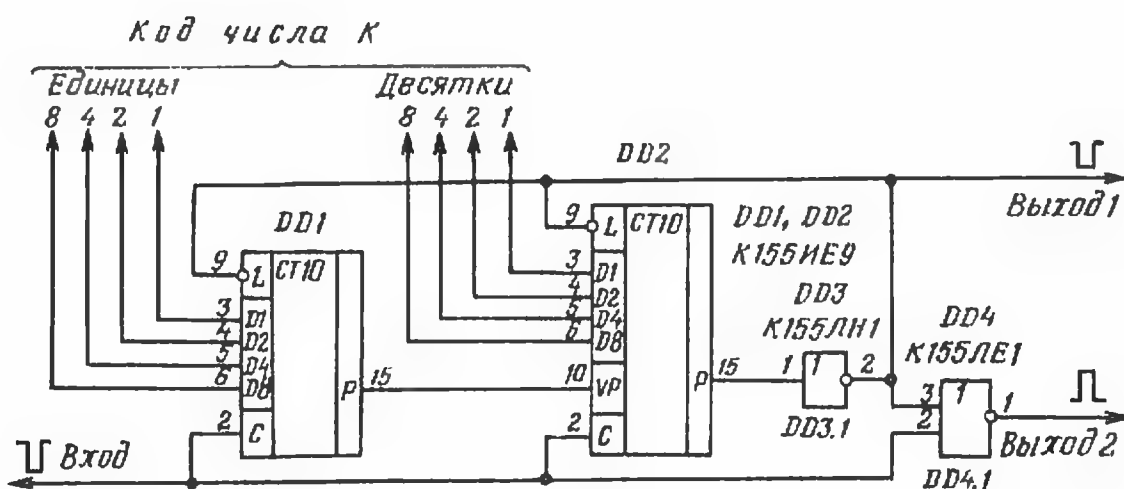 Код числа К
Единицы Десятки
8 4 2 1 8 4 2 1
DD2
Выход 1
DD1
9 L CT10
DD1, DD2
К155ИЕ9
9 L CT10
3 D1
4 D2
5 D4
6 D8
DD3
К155ЛН1
DD4
К155ЛЕ1
3 D1
4 D2
5 D4
6 D8
P 15
10 VP
P 15
1 1 2
3 1 1
2
DD3.1
Выход 2
2 C
2 C
Вход
DD4.1